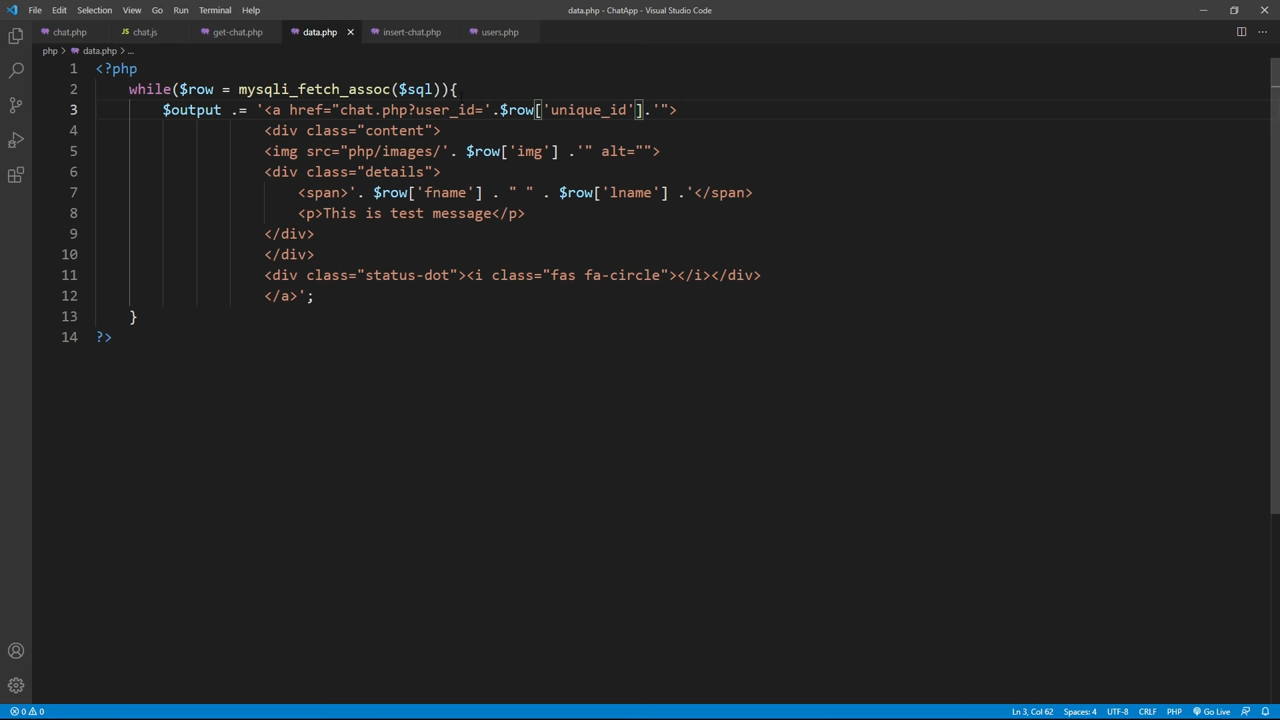 File Edit Selection View Go Run Terminal Help data.php - ChatApp - Visual Studio Code
chat.php JS chat.js get-chat.php data.php insert-chat.php users.php
php > data.php > ...
1 <?php
2 while($row = mysqli_fetch_assoc($sql)){
3 $output .= '<a href="chat.php?user_id='.$row['unique_id'].'">
4 <div class="content">
5 <img src="php/images/'. $row['img'] .'" alt="">
6 <div class="details">
7 <span>'. $row['fname'] . " " . $row['lname'] .'</span>
8 <p>This is test message</p>
9 </div>
10 </div>
11 <div class="status-dot"><i class="fas fa-circle"></i></div>
12 </a>';
13 }
14 ?>
0 0 Ln 3, Col 62 Spaces: 4 UTF-8 CRLF PHP Go Live